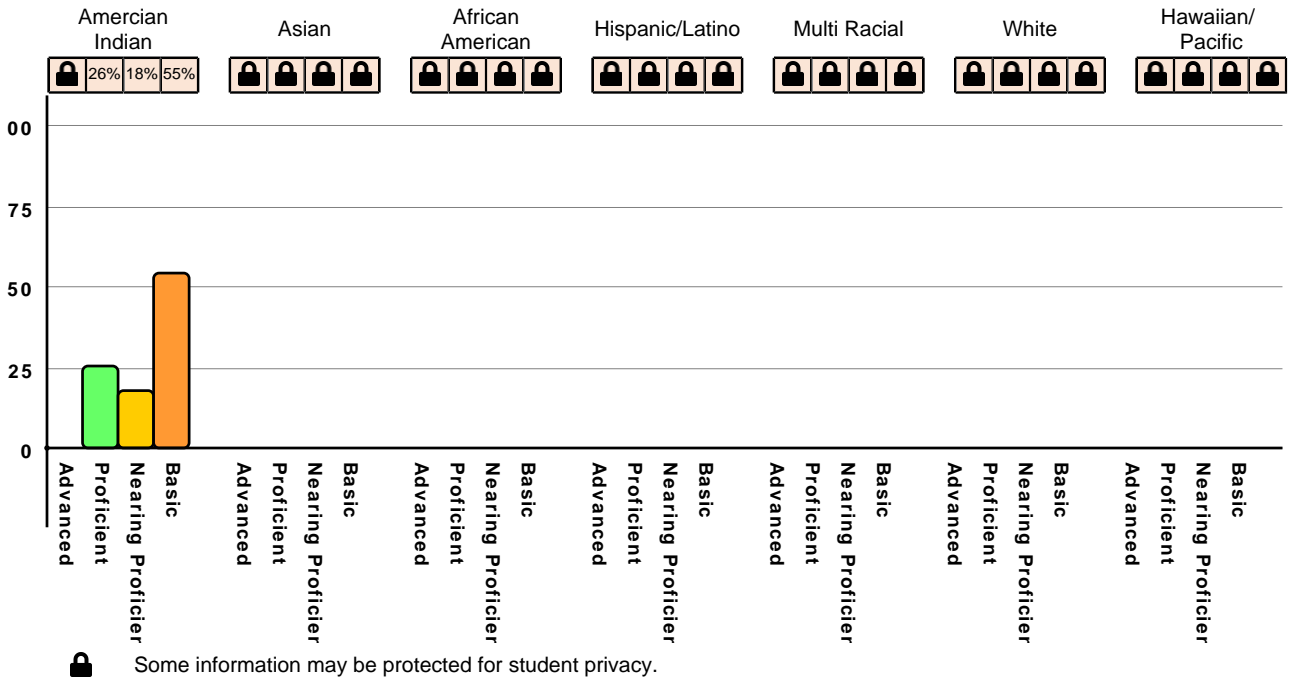 Amercian
Indian
Asian
African
American
Hispanic/Latino
Multi Racial
White
Hawaiian/
Pacific
26% 18% 55%
00
75
50
25
0
Advanced
Proficient
Nearing Proficier
Basic
Advanced
Proficient
Nearing Proficier
Basic
Advanced
Proficient
Nearing Proficier
Basic
Advanced
Proficient
Nearing Proficier
Basic
Advanced
Proficient
Nearing Proficier
Basic
Advanced
Proficient
Nearing Proficier
Basic
Advanced
Proficient
Nearing Proficier
Basic
Some information may be protected for student privacy.